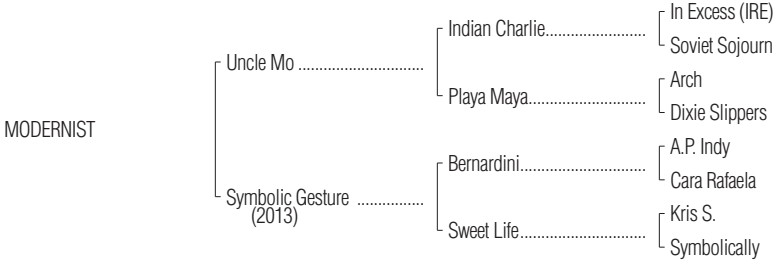 In Excess (IRE)
Indian Charlie
Soviet Sojourn
Uncle Mo
Arch
Playa Maya
Dixie Slippers
MODERNIST
A.P. Indy
Bernardini
Cara Rafaela
Symbolic Gesture
(2013)
Kris S.
Sweet Life
Symbolically